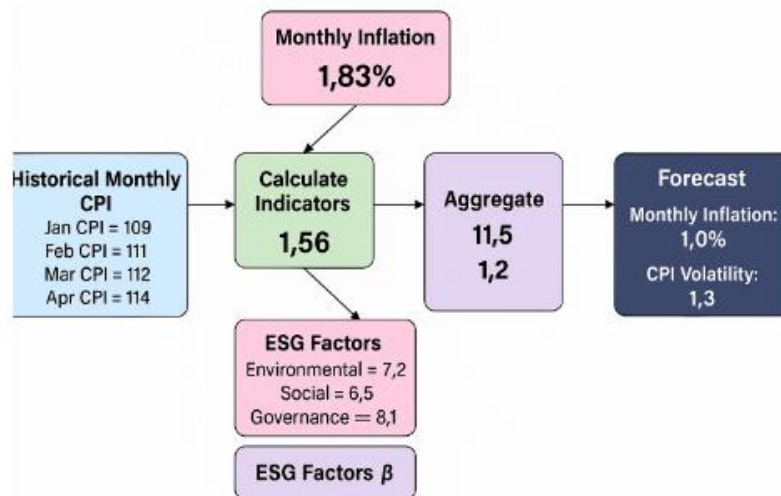 Monthly Inflation
1,83%
Historical Monthly
CPI
Jan CPI = 109
Feb CPI = 111
Mar CPI = 112
Apr CPI = 114
Calculate
Indicators
1,56
Aggregate
11,5
1,2
Forecast
Monthly Inflation:
1,0%
CPI Volatility:
1,3
ESG Factors
Environmental = 7,2
Social = 6,5
Governance = 8,1
ESG Factors β